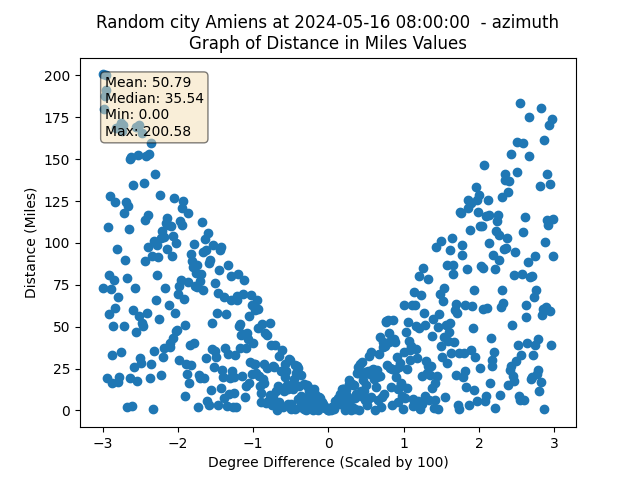 Random city Amiens at 2024-05-16 08:00:00 - azimuth
Graph of Distance in Miles Values
Mean: 50.79
Median: 35.54
Min: 0.00
Max: 200.58
Distance (Miles)
200
175
150
125
100
75
50
25
0
−3
−2
−1
0
1
2
3
Degree Difference (Scaled by 100)